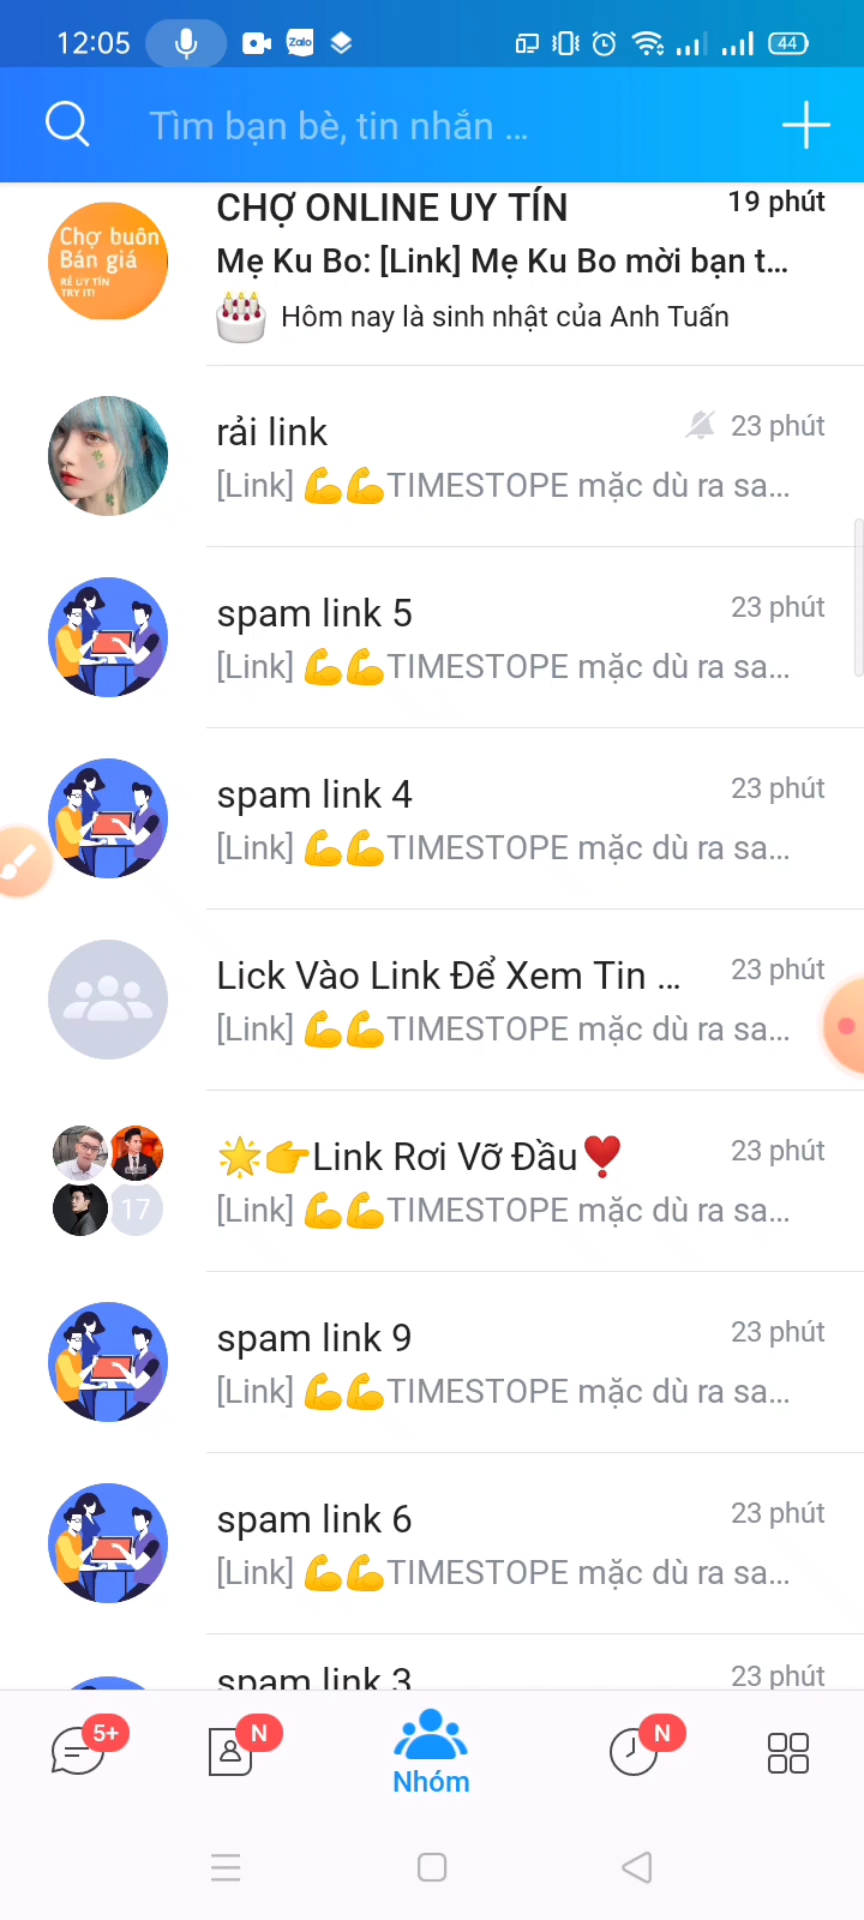 12:05
Zalo
44
Tìm bạn bè, tin nhắn ...
Chợ buôn
Bán giá
RẺ UY TÍN
TRY IT!
CHỢ ONLINE UY TÍN
19 phút
Mẹ Ku Bo: [Link] Mẹ Ku Bo mời bạn t...
Hôm nay là sinh nhật của Anh Tuấn
rải link
23 phút
[Link] 💪💪TIMESTOPE mặc dù ra sa...
spam link 5
23 phút
[Link] 💪💪TIMESTOPE mặc dù ra sa...
spam link 4
23 phút
[Link] 💪💪TIMESTOPE mặc dù ra sa...
Lick Vào Link Để Xem Tin ...
23 phút
[Link] 💪💪TIMESTOPE mặc dù ra sa...
🌟👉Link Rơi Vỡ Đầu❣️
23 phút
17
[Link] 💪💪TIMESTOPE mặc dù ra sa...
spam link 9
23 phút
[Link] 💪💪TIMESTOPE mặc dù ra sa...
spam link 6
23 phút
[Link] 💪💪TIMESTOPE mặc dù ra sa...
spam link 3
23 phút
5+
N
N
Nhóm